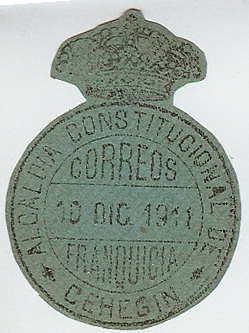 ALCALDIA CONSTITUCIONAL DE
CEHEGIN
CORREOS
10 DIC. 1911
FRANQUICIA